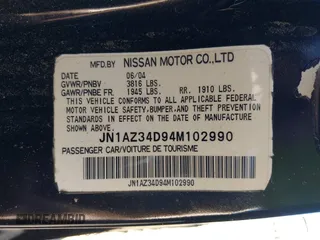 MFD.BY NISSAN MOTOR CO.,LTD
DATE 06/04
GVWR/PNBV 3816 LBS.
GAWR/PNBE FR. 1945 LBS. RR. 1910 LBS.
THIS VEHICLE CONFORMS TO ALL APPLICABLE FEDERAL
MOTOR VEHICLE SAFETY,BUMPER, AND THEFT PREVENTION
STANDARDS IN EFFECT ON THE DATE OF MANUFACTURE
SHOWN ABOVE.
JN1AZ34D94M102990
PASSENGER CAR/VOITURE DE TOURISME
JN1AZ34D94M102990
DREAMBID